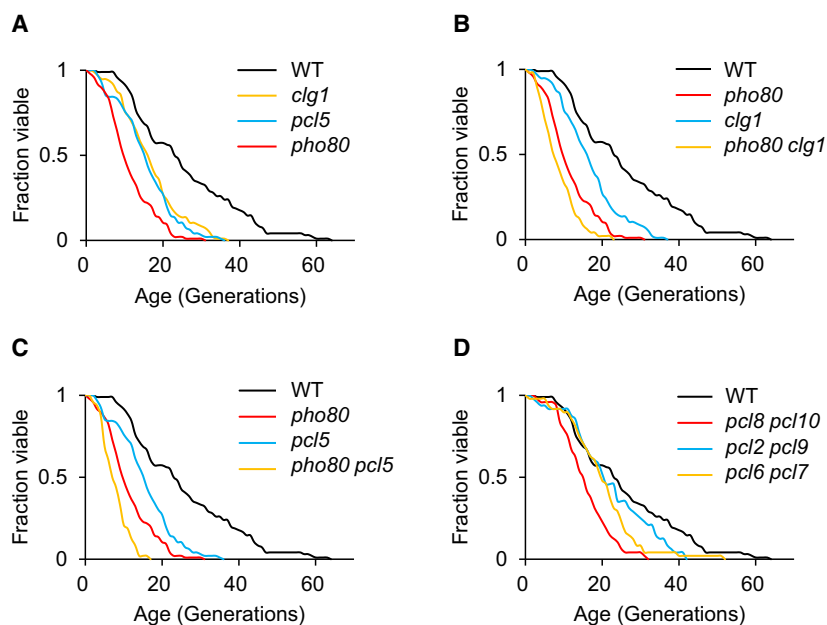 A
WT
clg1
pcl5
pho80
1
0.5
0
Fraction viable
0 20 40 60
Age (Generations)
B
WT
pho80
clg1
pho80 clg1
1
0.5
0
Fraction viable
0 20 40 60
Age (Generations)
C
WT
pho80
pcl5
pho80 pcl5
1
0.5
0
Fraction viable
0 20 40 60
Age (Generations)
D
WT
pcl8 pcl10
pcl2 pcl9
pcl6 pcl7
1
0.5
0
Fraction viable
0 20 40 60
Age (Generations)